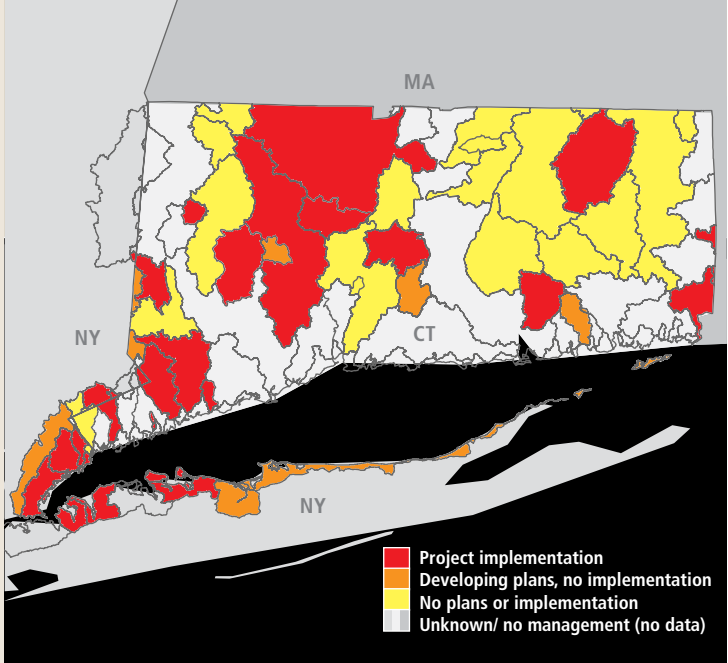 MA
NY
CT
NY
Project implementation
Developing plans, no implementation
No plans or implementation
Unknown/ no management (no data)